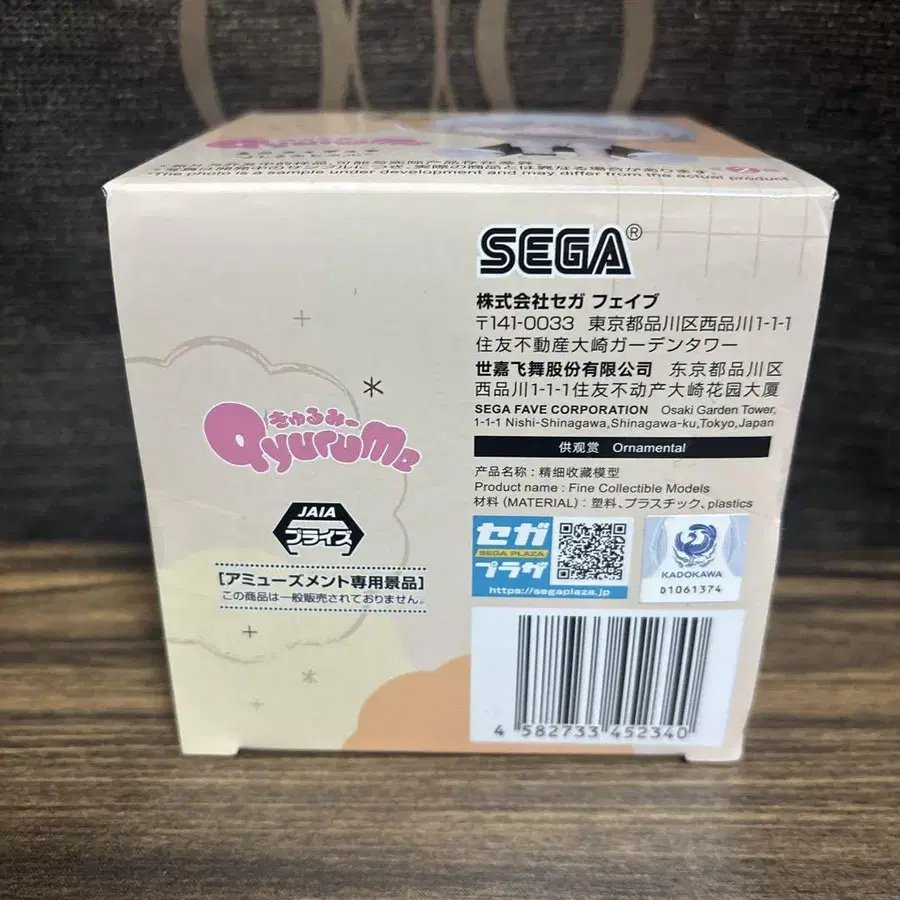 きゅるみー
QyuruMe
*The photo is a sample under development and may differ from the actual product.
SEGA®
株式会社セガ フェイブ
〒141-0033 東京都品川区西品川1-1-1
住友不動産大崎ガーデンタワー
世嘉飞舞股份有限公司 东京都品川区
西品川1-1-1住友不动产大崎花园大厦
SEGA FAVE CORPORATION Osaki Garden Tower,
1-1-1 Nishi-Shinagawa,Shinagawa-ku,Tokyo,Japan
供观赏 Ornamental
产品名称：精细收藏模型
Product name : Fine Collectible Models
材料 (MATERIAL) : 塑料、プラスチック、plastics
JAIA
プライズ
[アミューズメント専用景品]
この商品は一般販売されておりません。
セガ
SEGA PLAZA
プラザ
https://segaplaza.jp
KADOKAWA
D1061374
4 582733 452340